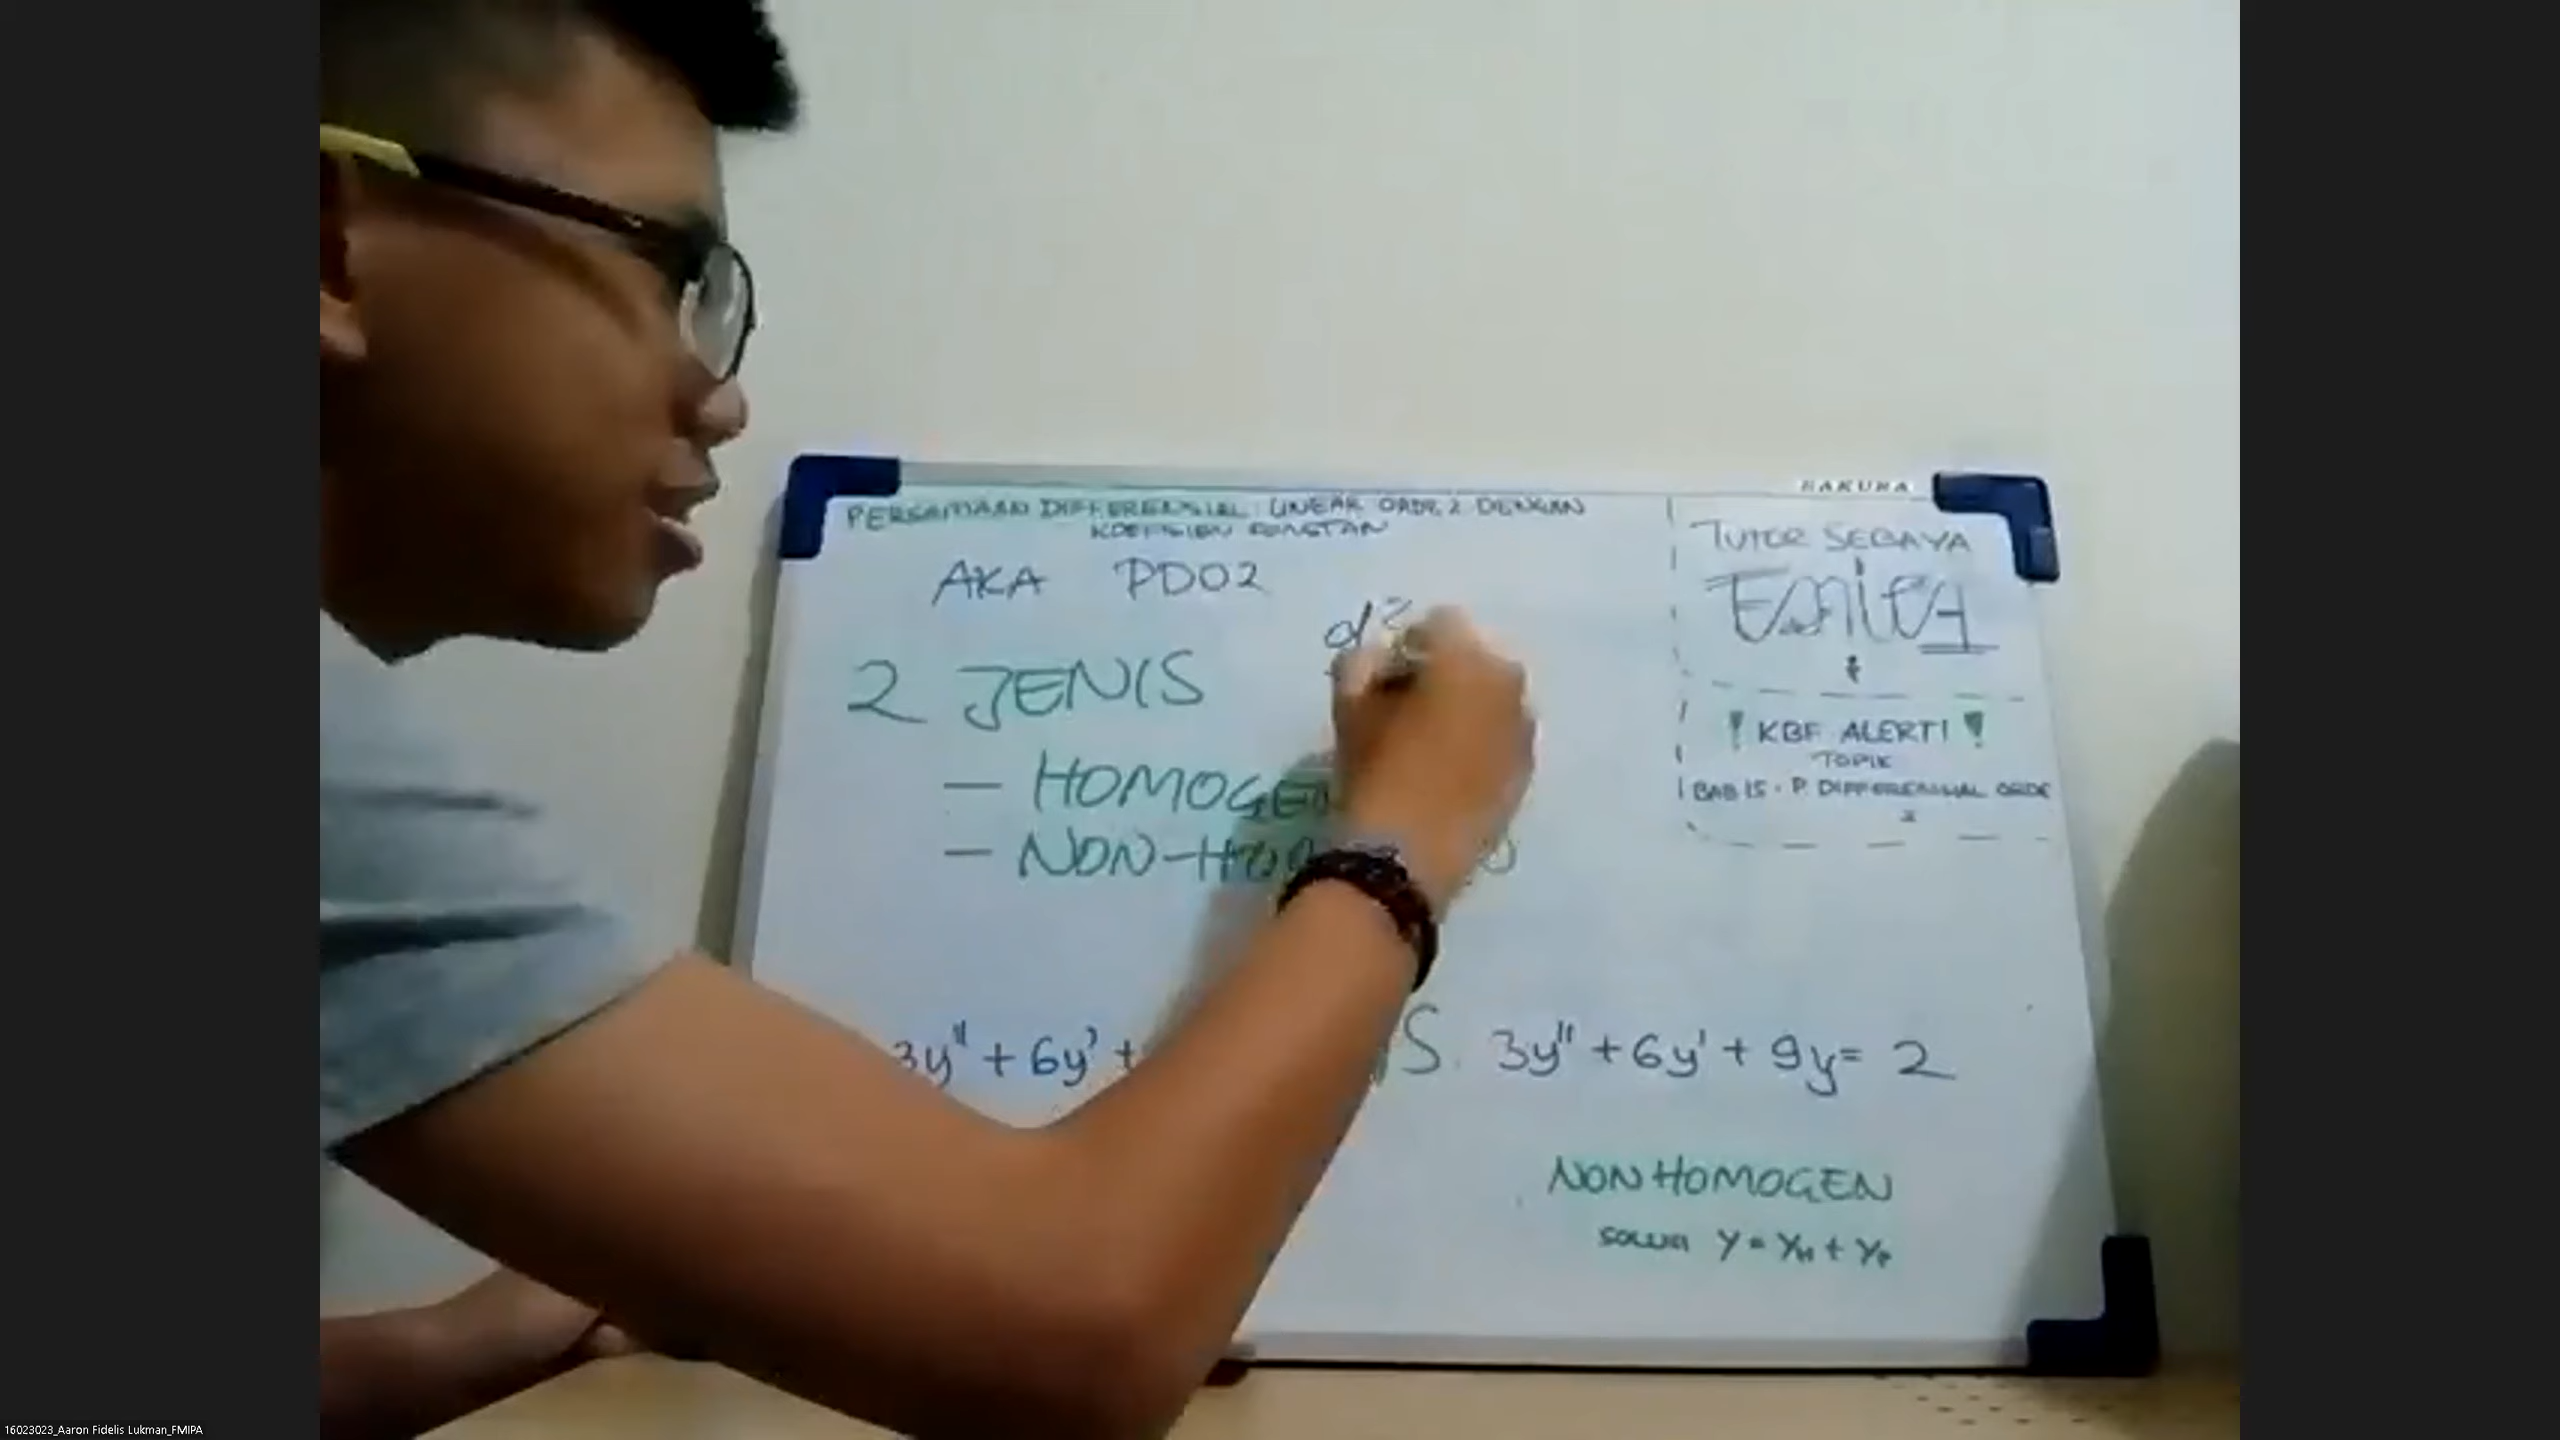 SAKURA
PERSAMAAN DIFFERENSIAL LINEAR ORDE 2 DENGAN
KOEFISIEN KONSTAN
AKA PDO2
d²
2 JENIS
— HOMOGEN
— NON-HO
3y" + 6y' +
S. 3y" + 6y' + 9y = 2
NON HOMOGEN
SOLUSI y = yH + yP
TUTOR SEBAYA
! KBF ALERT! !
TOPIK
BAB 15 · P. DIFFERENSIAL ORDE
2
16023023_Aaron Fidelis Lukman_FMIPA